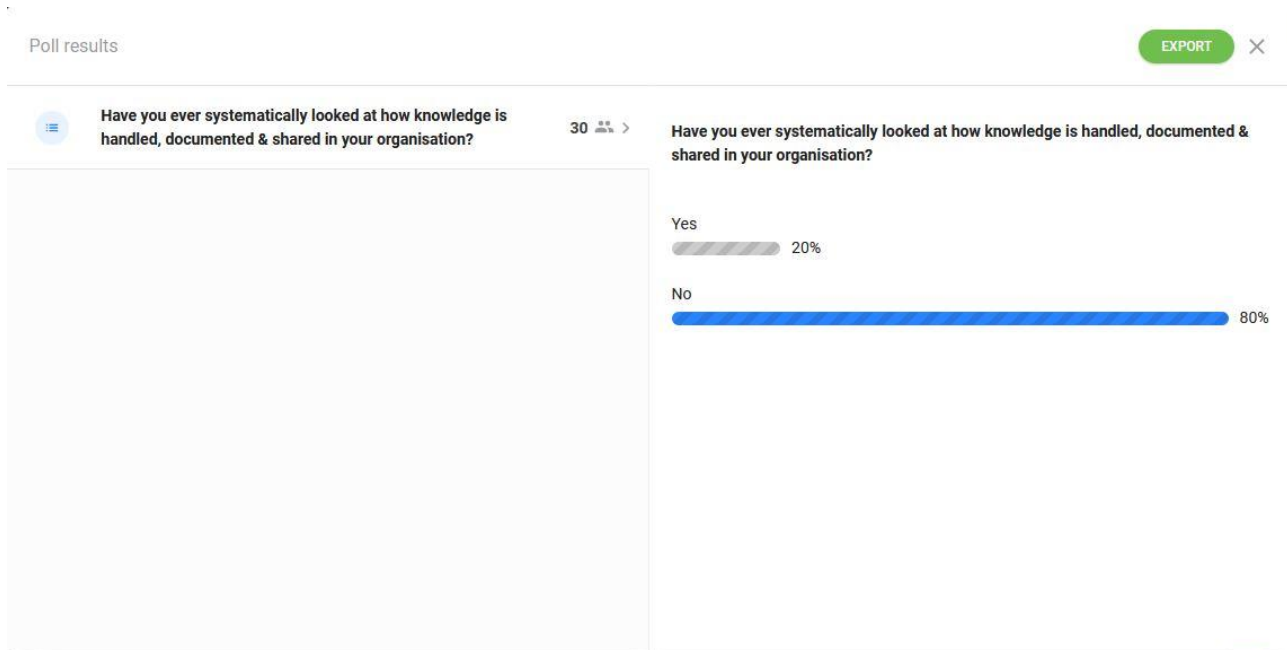 Poll results
EXPORT
Have you ever systematically looked at how knowledge is
handled, documented & shared in your organisation?
30
Have you ever systematically looked at how knowledge is handled, documented &
shared in your organisation?
Yes
20%
No
80%